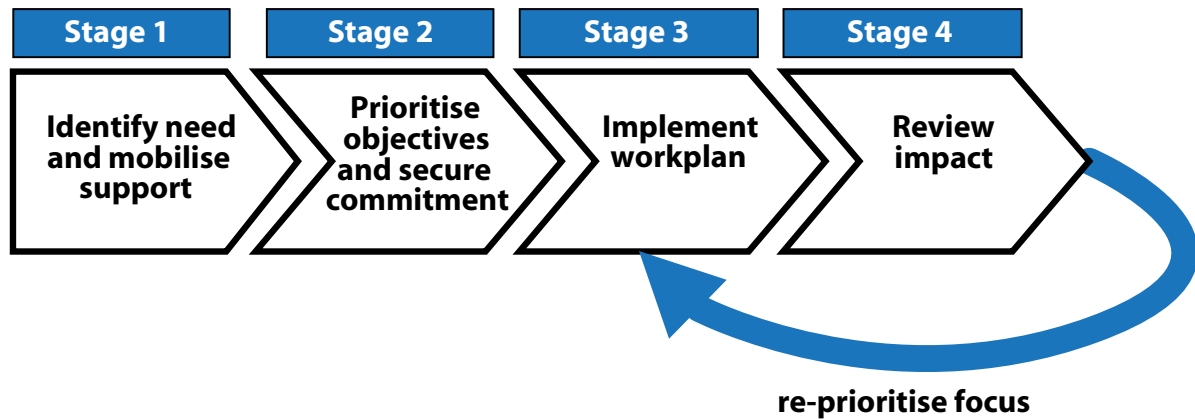 Stage 1
Stage 2
Stage 3
Stage 4
Identify need
and mobilise
support
Prioritise
objectives
and secure
commitment
Implement
workplan
Review
impact
re-prioritise focus